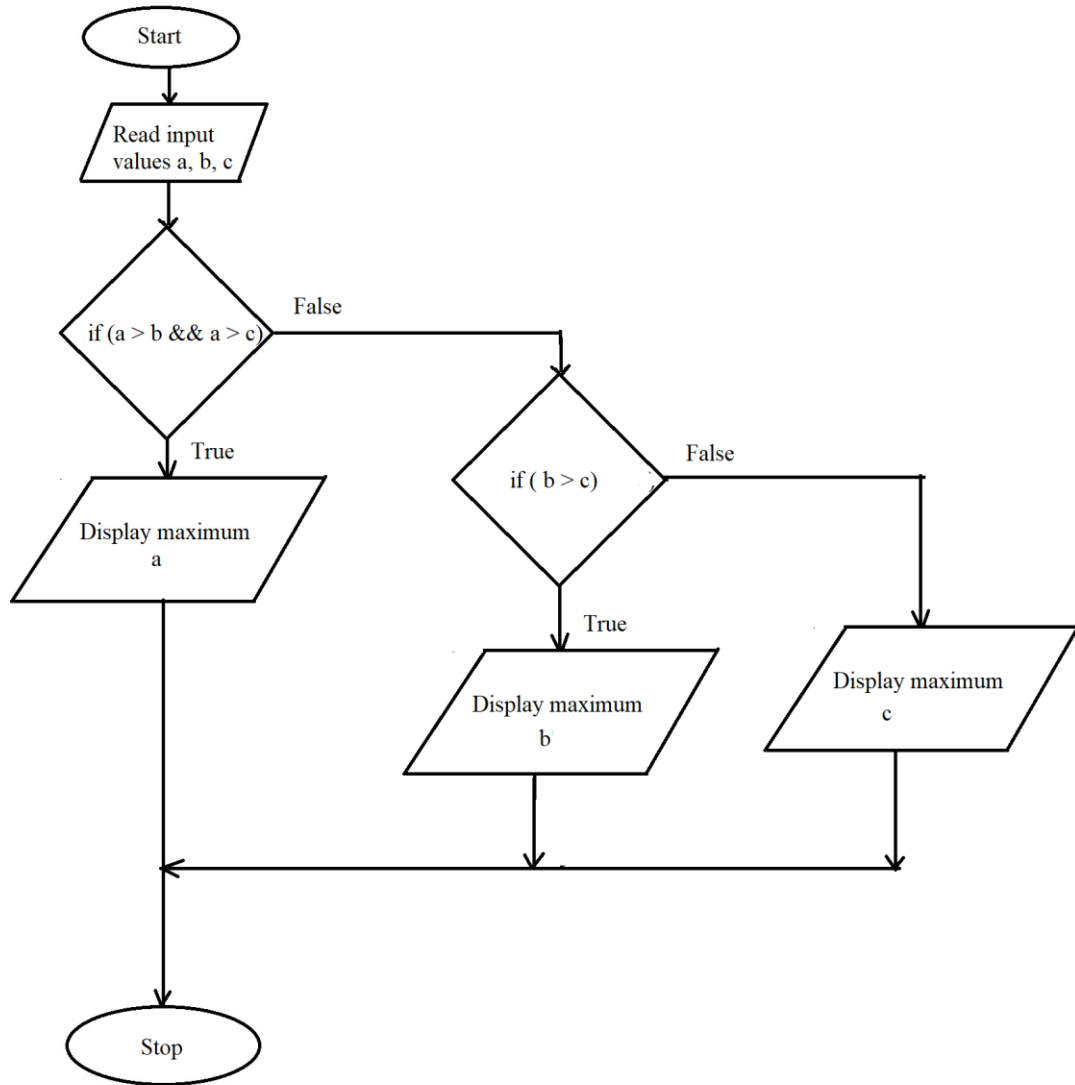 Start
Read input
values a, b, c
if (a > b && a > c)
False
True
Display maximum
a
if ( b > c)
False
True
Display maximum
b
Display maximum
c
Stop